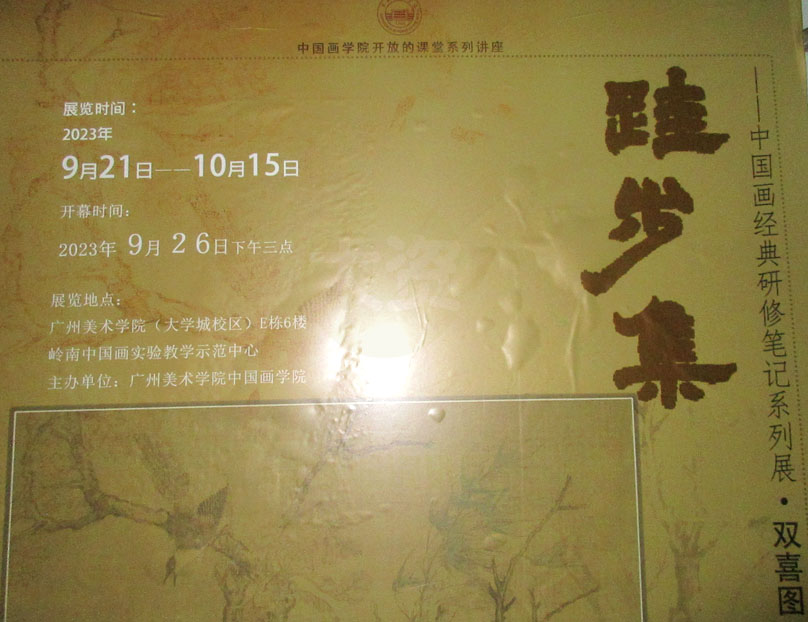 中国画学院开放的课堂系列讲座
展览时间：
2023年
9月21日——10月15日
开幕时间：
2023年 9月 26日下午三点
展览地点：
广州美术学院（大学城校区）E栋6楼
岭南中国画实验教学示范中心
主办单位：广州美术学院中国画学院
跬步集
——中国画经典研修笔记系列展·双喜图